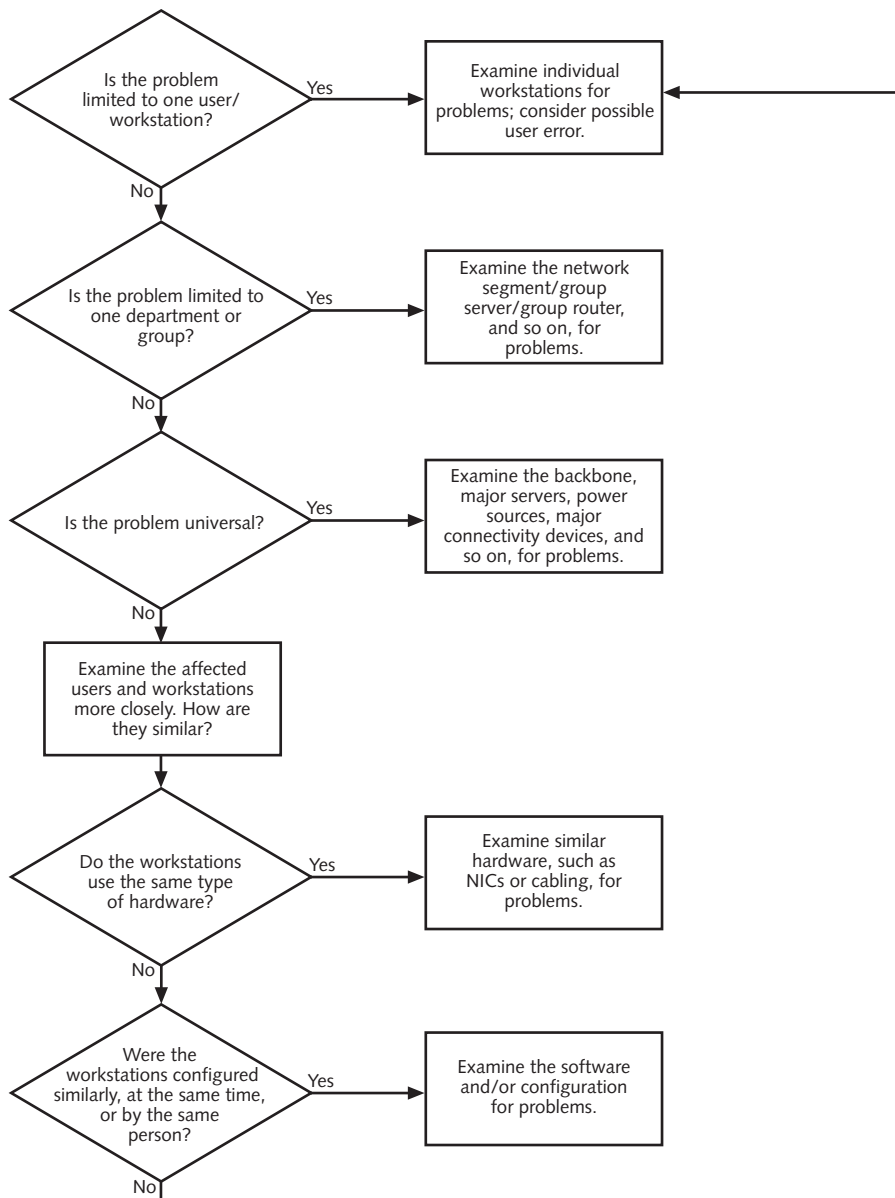 Is the problem
limited to one user/
workstation?
Yes
Examine individual
workstations for
problems; consider possible
user error.
No
Is the problem limited to
one department or
group?
Yes
Examine the network
segment/group
server/group router,
and so on, for
problems.
No
Is the problem universal?
Yes
Examine the backbone,
major servers, power
sources, major
connectivity devices, and
so on, for problems.
No
Examine the affected
users and workstations
more closely. How are
they similar?
Do the workstations
use the same type
of hardware?
Yes
Examine similar
hardware, such as
NICs or cabling, for
problems.
No
Were the
workstations configured
similarly, at the same time,
or by the same
person?
Yes
Examine the software
and/or configuration
for problems.
No